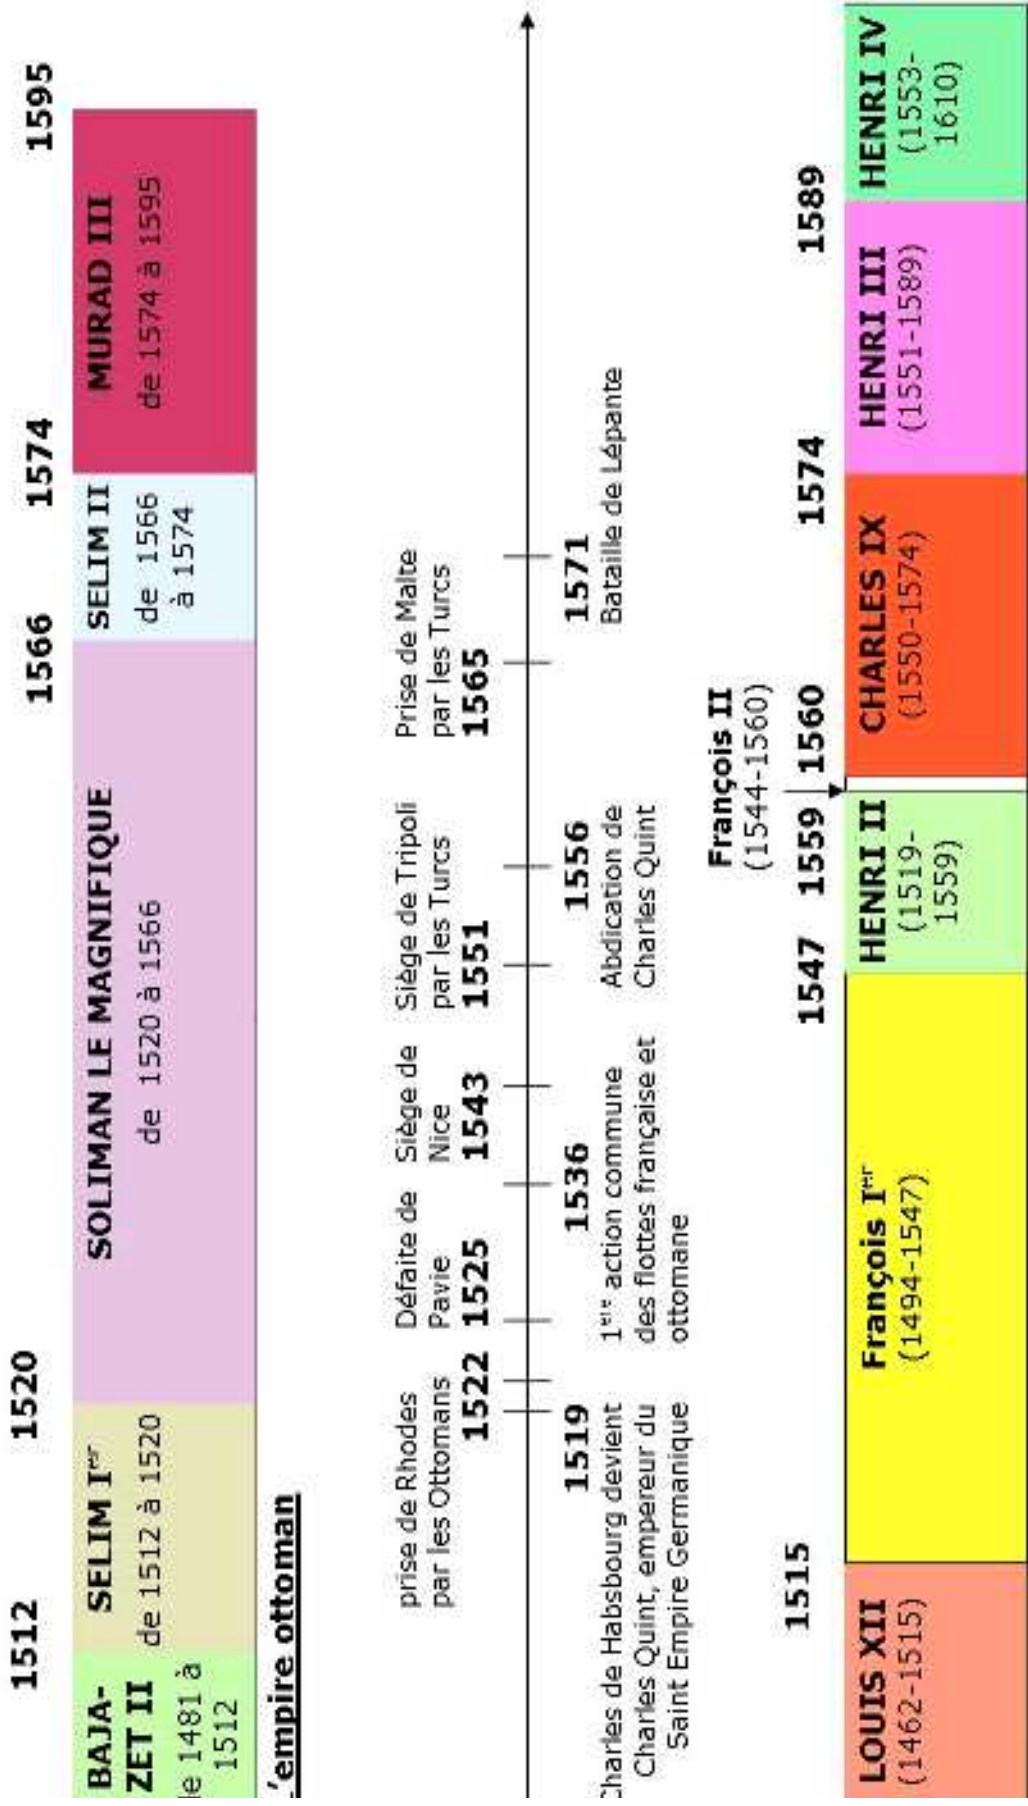 1512
1520
1566
1574
1595
BAJA-
ZET II
de 1481 à
1512
SELIM Ier
de 1512 à 1520
SOLIMAN LE MAGNIFIQUE
de 1520 à 1566
SELIM II
de 1566
à 1574
MURAD III
de 1574 à 1595
L'empire ottoman
prise de Rhodes
par les Ottomans
1522
Défaite de
Pavie
1525
Siège de
Nice
1543
Siège de Tripoli
par les Turcs
1551
Prise de Malte
par les Turcs
1565
1519
Charles de Habsbourg devient
Charles Quint, empereur du
Saint Empire Germanique
1536
1ere action commune
des flottes française et
ottomane
1556
Abdication de
Charles Quint
1571
Bataille de Lépante
François II
(1544-1560)
1515
1547
1559
1560
1574
1589
LOUIS XII
(1462-1515)
François Ier
(1494-1547)
HENRI II
(1519-
1559)
CHARLES IX
(1550-1574)
HENRI III
(1551-1589)
HENRI IV
(1553-
1610)